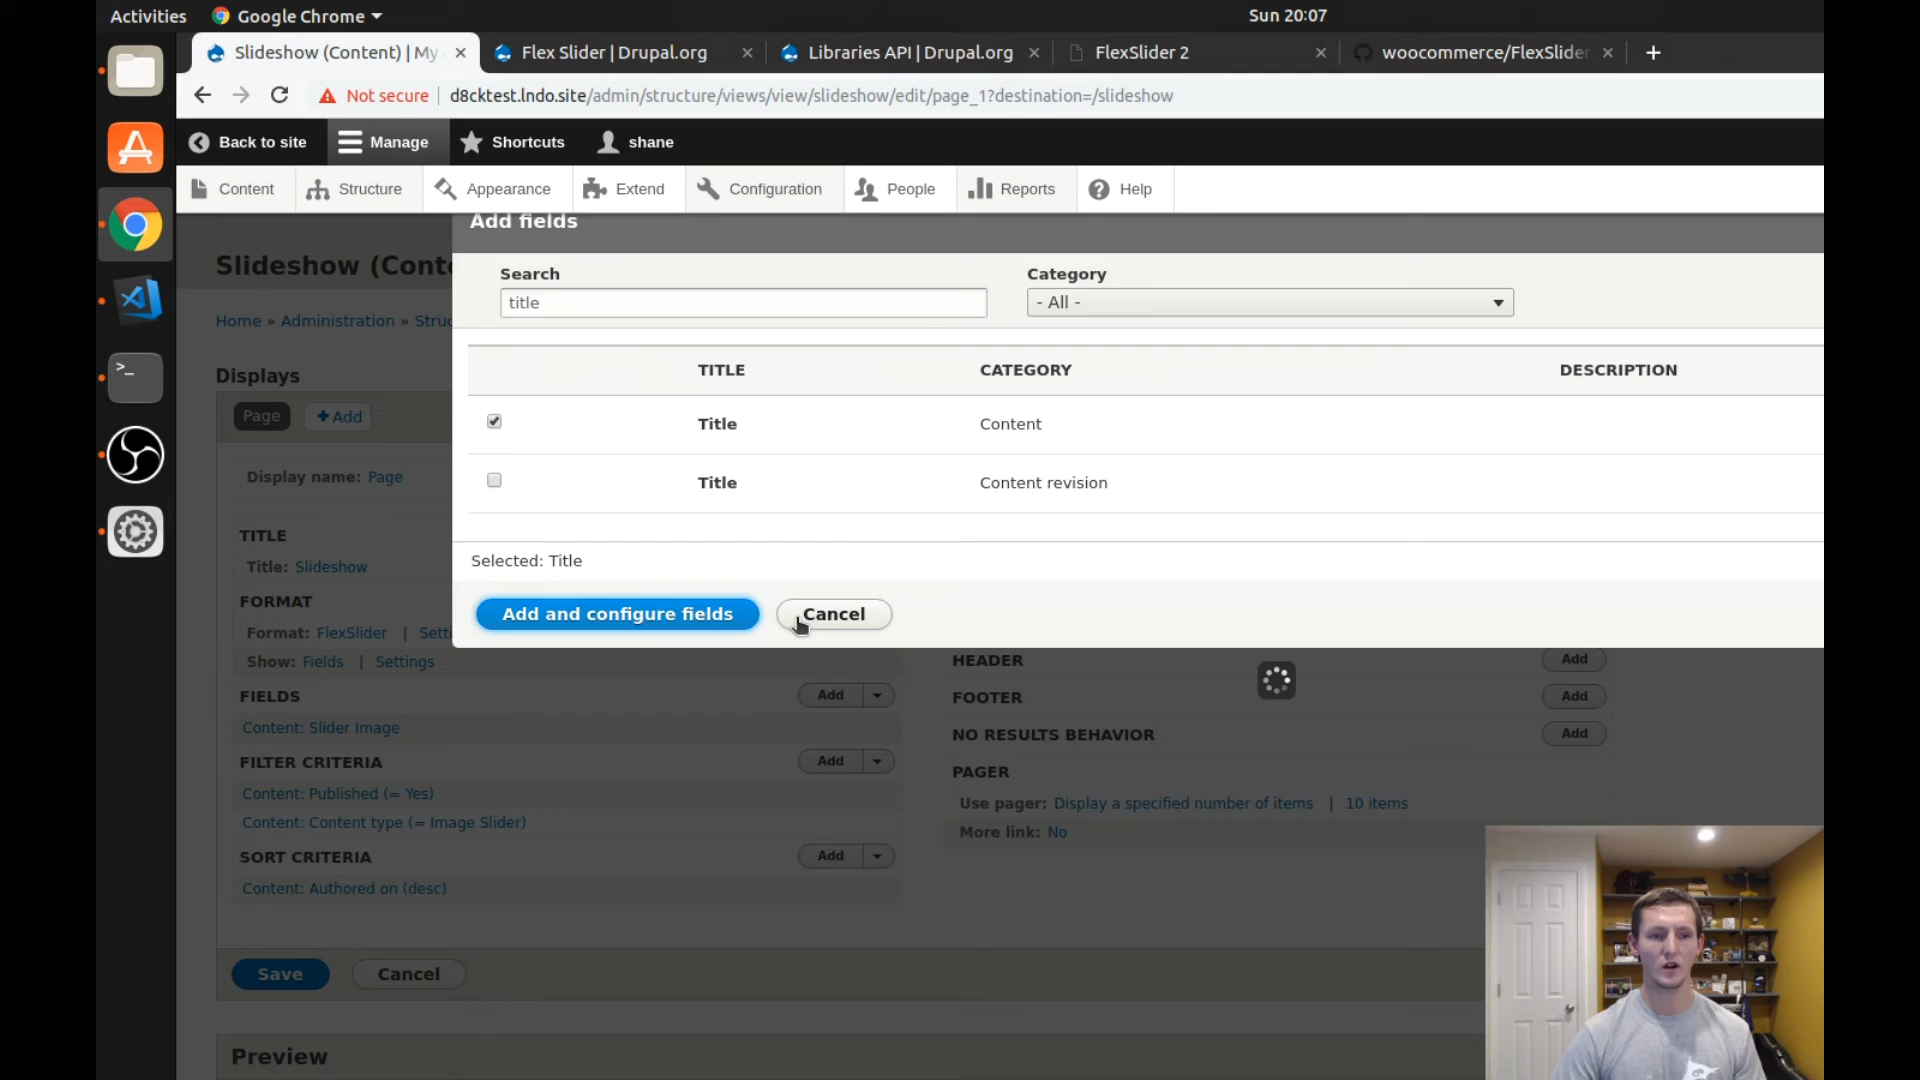 Activities
Google Chrome
Sun 20:07
Slideshow (Content) | My
Flex Slider | Drupal.org
Libraries API | Drupal.org
FlexSlider 2
woocommerce/FlexSlider
Not secure
d8cktest.lndo.site/admin/structure/views/view/slideshow/edit/page_1?destination=/slideshow
Back to site
Manage
Shortcuts
shane
Content
Structure
Appearance
Extend
Configuration
People
Reports
Help
Add fields
Slideshow (Conte
Search
Category
title
- All -
Home » Administration » Struc
TITLE
CATEGORY
DESCRIPTION
Displays
Page
Add
Title
Content
Display name: Page
Title
Content revision
TITLE
Title: Slideshow
Selected: Title
FORMAT
Add and configure fields
Cancel
Format: FlexSlider | Setti
Show: Fields | Settings
FIELDS
Add
Content: Slider Image
FILTER CRITERIA
Add
Content: Published (= Yes)
Content: Content type (= Image Slider)
SORT CRITERIA
Add
Content: Authored on (desc)
HEADER
Add
FOOTER
Add
NO RESULTS BEHAVIOR
Add
PAGER
Use pager: Display a specified number of items | 10 items
More link: No
Save
Cancel
Preview